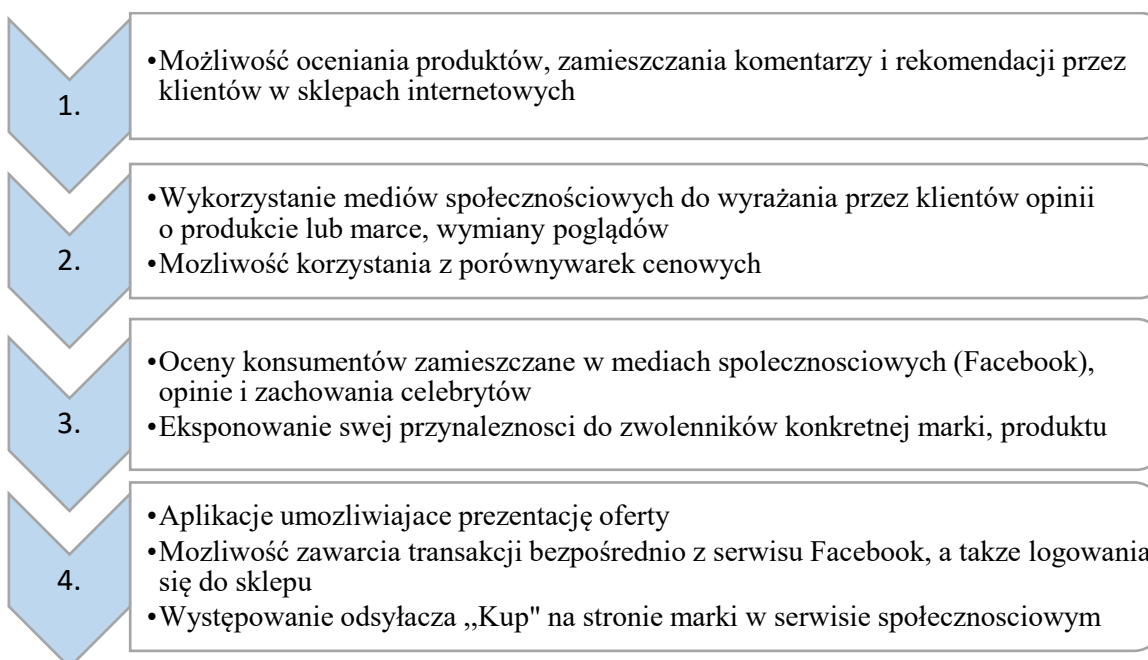 1.
•Możliwość oceniania produktów, zamieszczania komentarzy i rekomendacji przez
klientów w sklepach internetowych
2.
•Wykorzystanie mediów społecznościowych do wyrażania przez klientów opinii
o produkcie lub marce, wymiany poglądów
•Mozliwość korzystania z porównywarek cenowych
3.
•Oceny konsumentów zamieszczane w mediach spolecznosciowych (Facebook),
opinie i zachowania celebrytów
•Eksponowanie swej przynaleznosci do zwolenników konkretnej marki, produktu
4.
•Aplikacje umozliwiajace prezentację oferty
•Mozliwość zawarcia transakcji bezpośrednio z serwisu Facebook, a takze logowania
się do sklepu
•Występowanie odsyłacza ,,Kup" na stronie marki w serwisie społecznosciowym